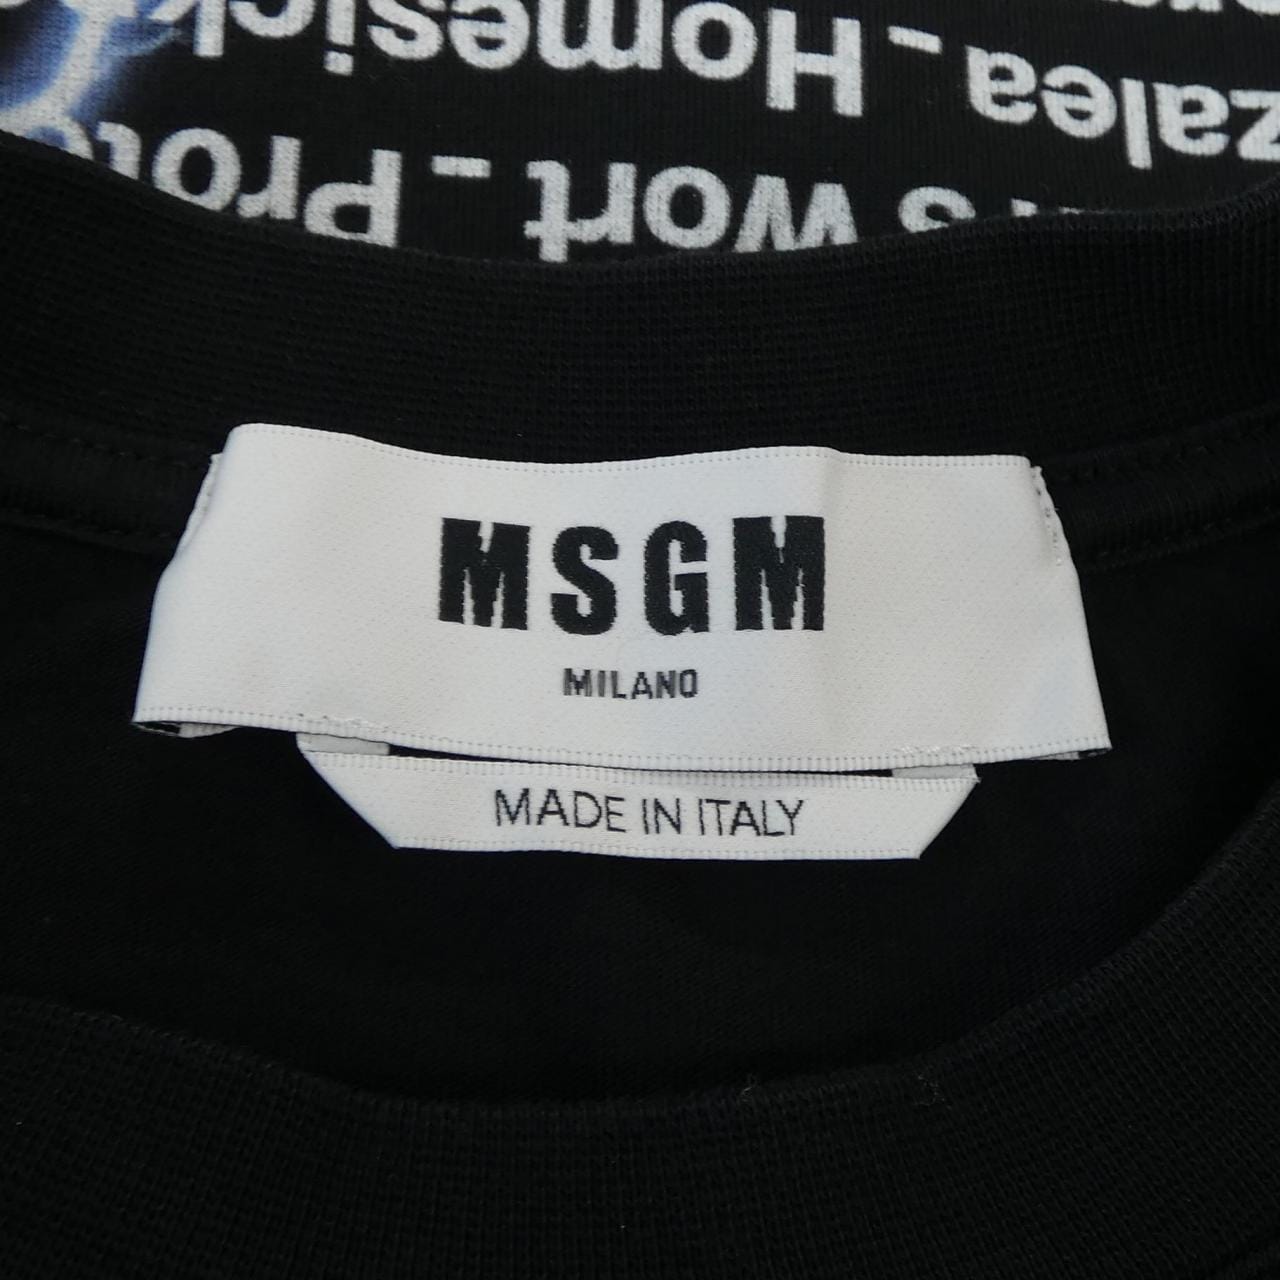 MSGM
MILANO
MADE IN ITALY
Wort _ Prot
zalea _ Homesick